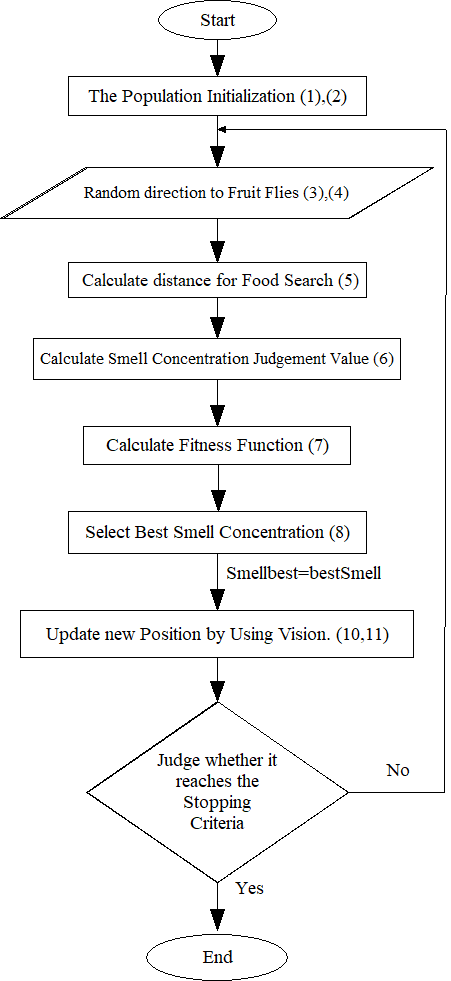 Start
The Population Initialization (1),(2)
Random direction to Fruit Flies (3),(4)
Calculate distance for Food Search (5)
Calculate Smell Concentration Judgement Value (6)
Calculate Fitness Function (7)
Select Best Smell Concentration (8)
Smellbest=bestSmell
Update new Position by Using Vision. (10,11)
Judge whether it
reaches the
Stopping
Criteria
No
Yes
End